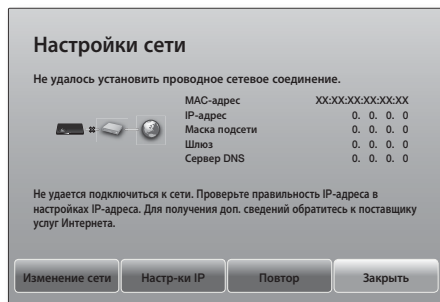 Настройки сети
Не удалось установить проводное сетевое соединение.
MAC-адрес XX:XX:XX:XX:XX:XX
IP-адрес 0. 0. 0. 0
Маска подсети 0. 0. 0. 0
Шлюз 0. 0. 0. 0
Сервер DNS 0. 0. 0. 0
Не удается подключиться к сети. Проверьте правильность IP-адреса в
настройках IP-адреса. Для получения доп. сведений обратитесь к поставщику
услуг Интернета.
Изменение сети Настр-ки IP Повтор Закрыть